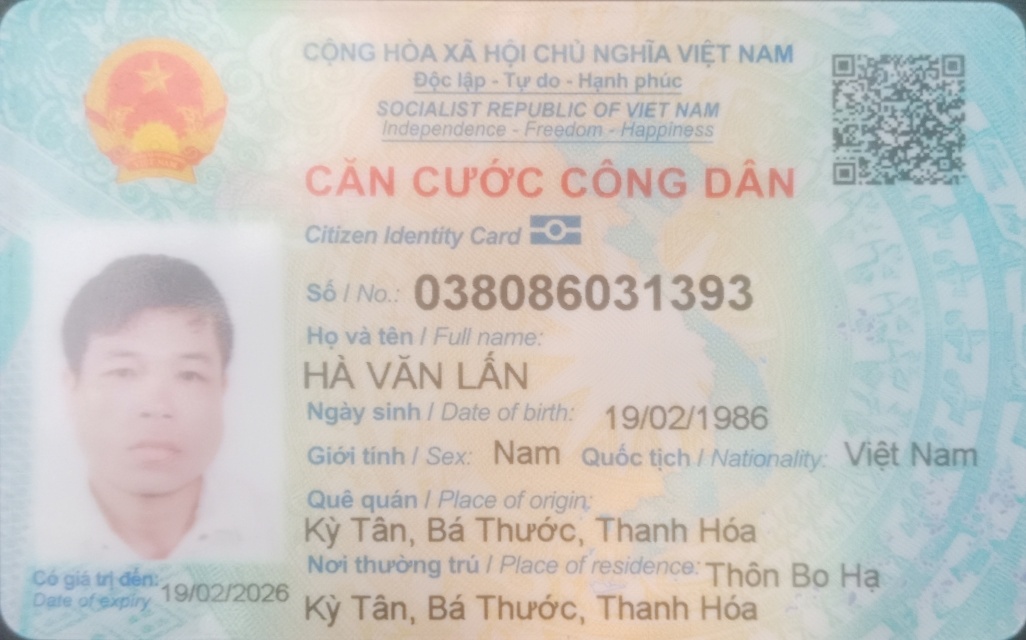 CỘNG HÒA XÃ HỘI CHỦ NGHĨA VIỆT NAM
Độc lập - Tự do - Hạnh phúc
SOCIALIST REPUBLIC OF VIET NAM
Independence - Freedom - Happiness
CĂN CƯỚC CÔNG DÂN
Citizen Identity Card
Số / No.: 038086031393
Họ và tên / Full name:
HÀ VĂN LẤN
Ngày sinh / Date of birth: 19/02/1986
Giới tính / Sex: Nam Quốc tịch / Nationality: Việt Nam
Quê quán / Place of origin:
Kỳ Tân, Bá Thước, Thanh Hóa
Nơi thường trú / Place of residence: Thôn Bo Hạ
Kỳ Tân, Bá Thước, Thanh Hóa
Có giá trị đến: 19/02/2026
Date of expiry